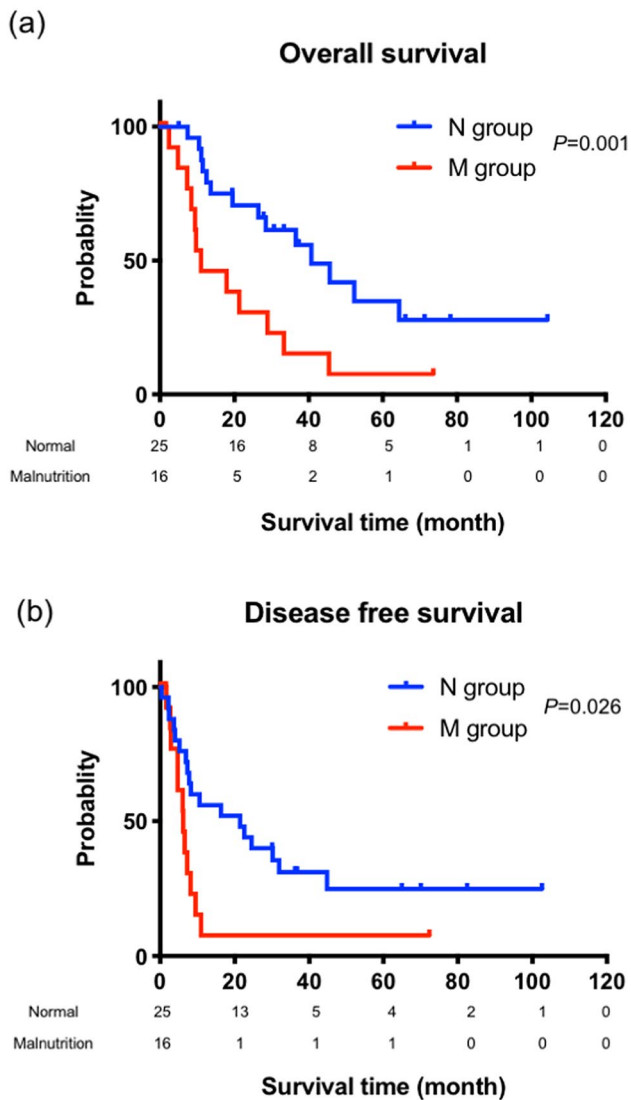 (a)
Overall survival
N group
M group
P=0.001
Probablity
100
50
0
0 20 40 60 80 100 120
Normal 25 16 8 5 1 1 0
Malnutrition 16 5 2 1 0 0 0
Survival time (month)
(b)
Disease free survival
N group
M group
P=0.026
Probablity
100
50
0
0 20 40 60 80 100 120
Normal 25 13 5 4 2 1 0
Malnutrition 16 1 1 1 0 0 0
Survival time (month)